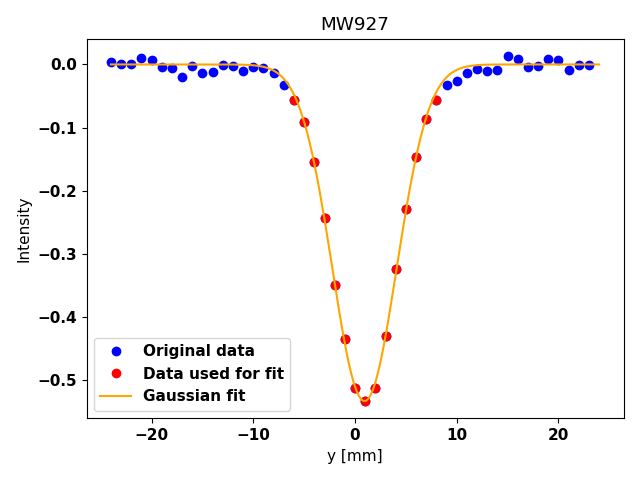 MW927
0.0
−0.1
−0.2
−0.3
−0.4
−0.5
Intensity
Original data
Data used for fit
Gaussian fit
−20
−10
0
10
20
y [mm]